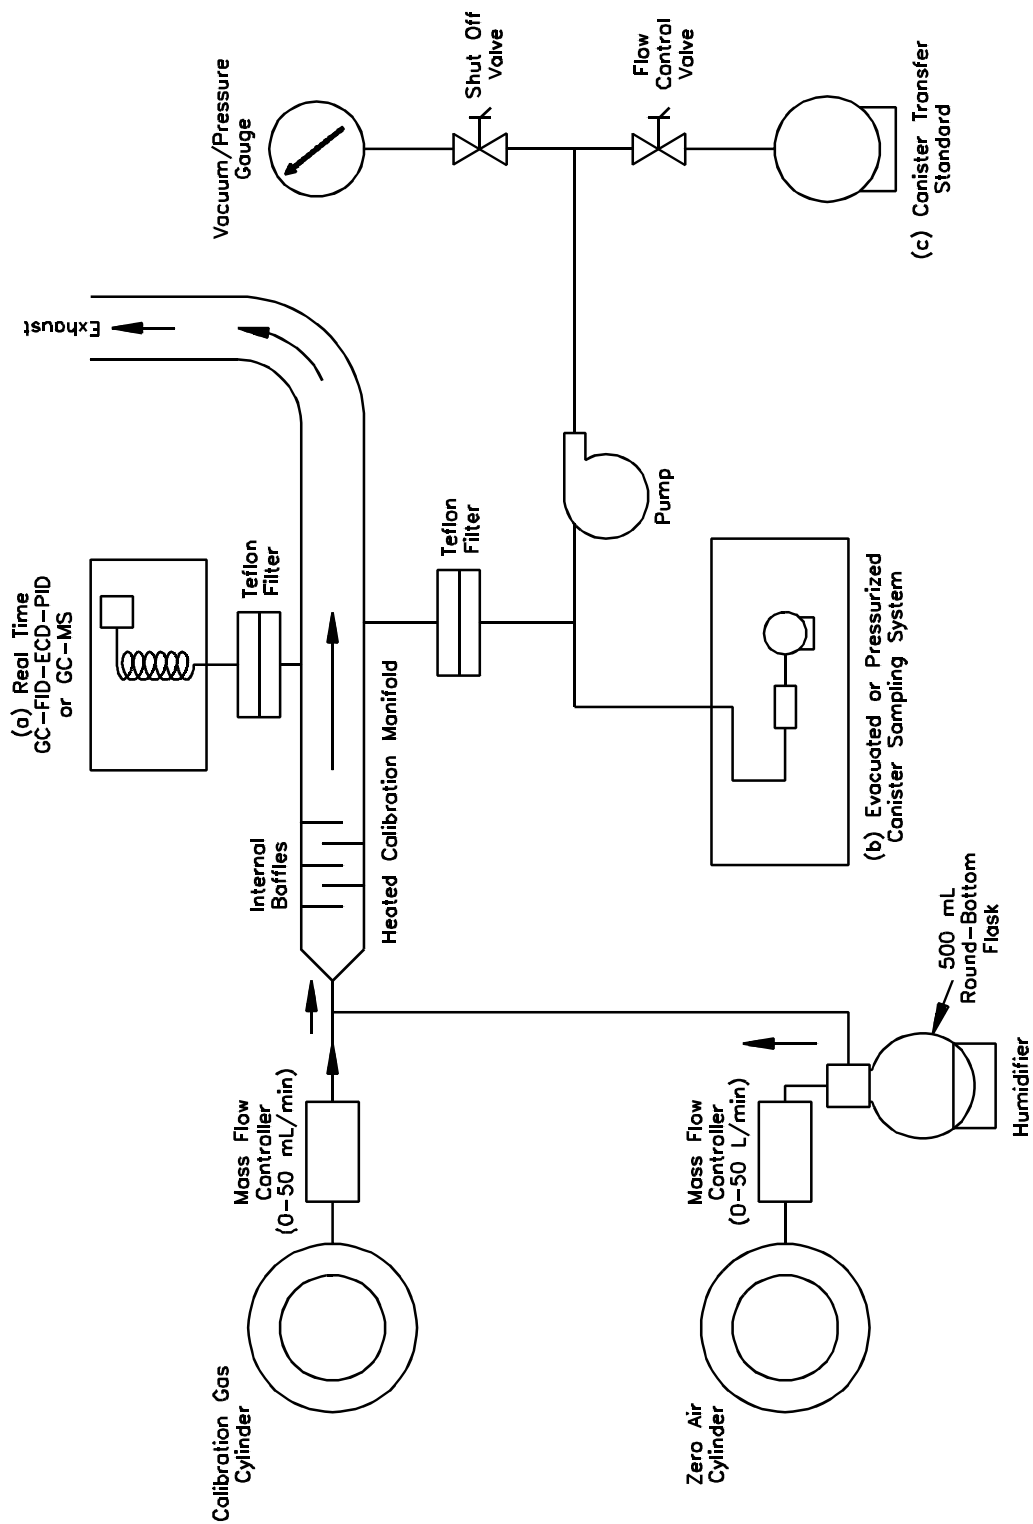 (a) Real Time
GC-FID-ECD-PID
or GC-MS
Exhaust
Vacuum/Pressure
Gauge
Shut Off
Valve
Flow
Control
Valve
Teflon
Filter
Teflon
Filter
Internal
Baffles
Heated Calibration Manifold
Pump
(c) Canister Transfer
Standard
(b) Evacuated or Pressurized
Canister Sampling System
Calibration Gas
Cylinder
Mass Flow
Controller
(0-50 mL/min)
Zero Air
Cylinder
Mass Flow
Controller
(0-50 L/min)
500 mL
Round-Bottom
Flask
Humidifier